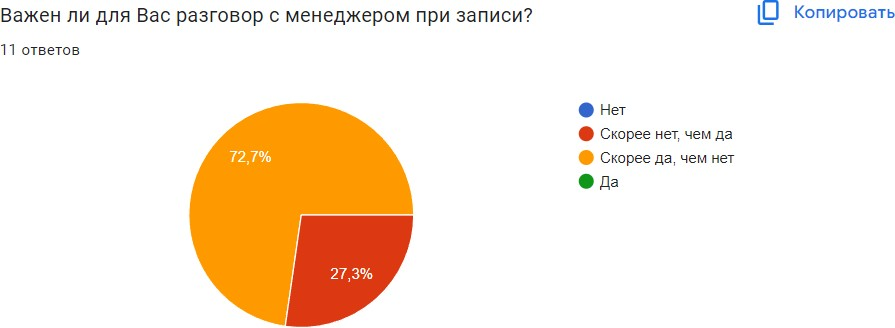 Важен ли для Вас разговор с менеджером при записи?
Копировать
11 ответов
Нет
Скорее нет, чем да
Скорее да, чем нет
Да
72,7%
27,3%